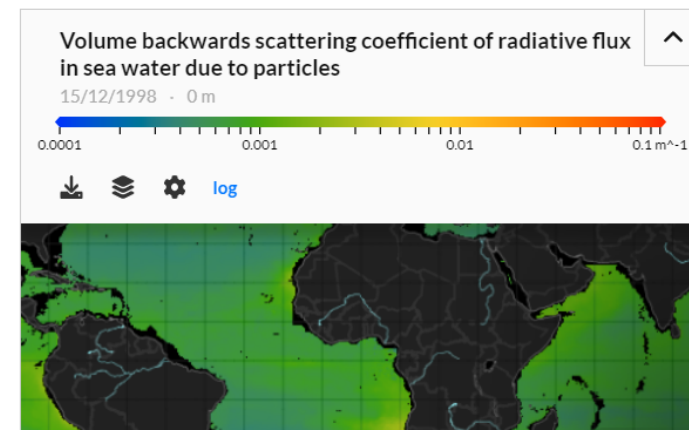 Volume backwards scattering coefficient of radiative flux
in sea water due to particles
15/12/1998 · 0 m
0.0001 0.001 0.01 0.1 m^-1
log